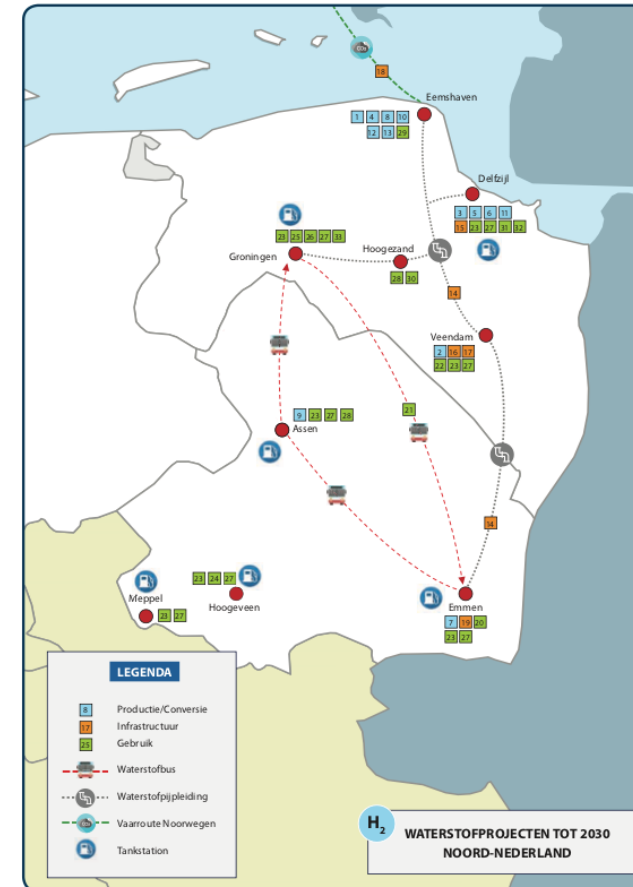 18
Eemshaven
1 4 8 10
12 13 29
Delfzijl
3 5 6 11
15 23 27 31 32
23 25 26 27 33
Groningen
Hoogezand
28 30
14
Veendam
2 16 17
22 23 27
9 23 27 28
Assen
21
14
23 24 27
Hoogeveen
Meppel
23 27
Emmen
7 19 20
23 27
LEGENDA
8 Productie/Conversie
17 Infrastructuur
25 Gebruik
Waterstofbus
Waterstofpijpleiding
Vaarroute Noorwegen
Tankstation
H2
WATERSTOFPROJECTEN TOT 2030
NOORD-NEDERLAND